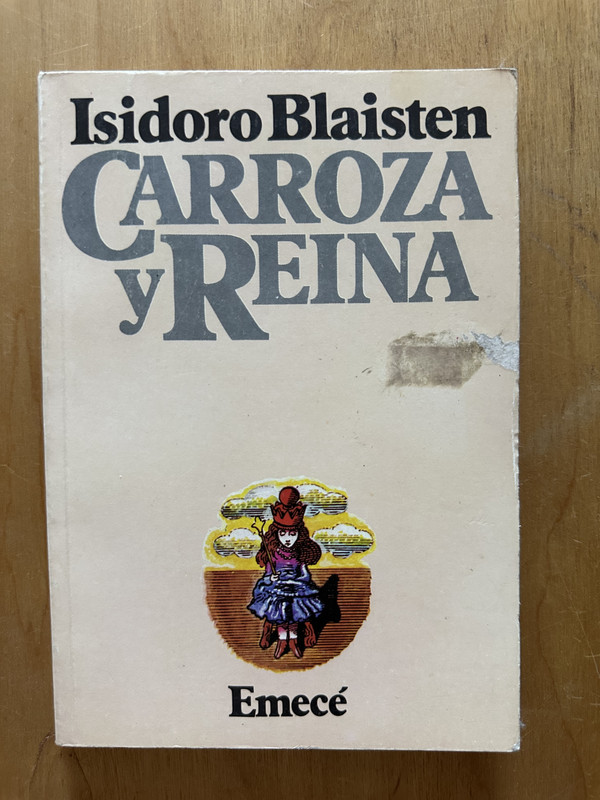 Isidoro Blaisten
CARROZA
y REINA
Emecé